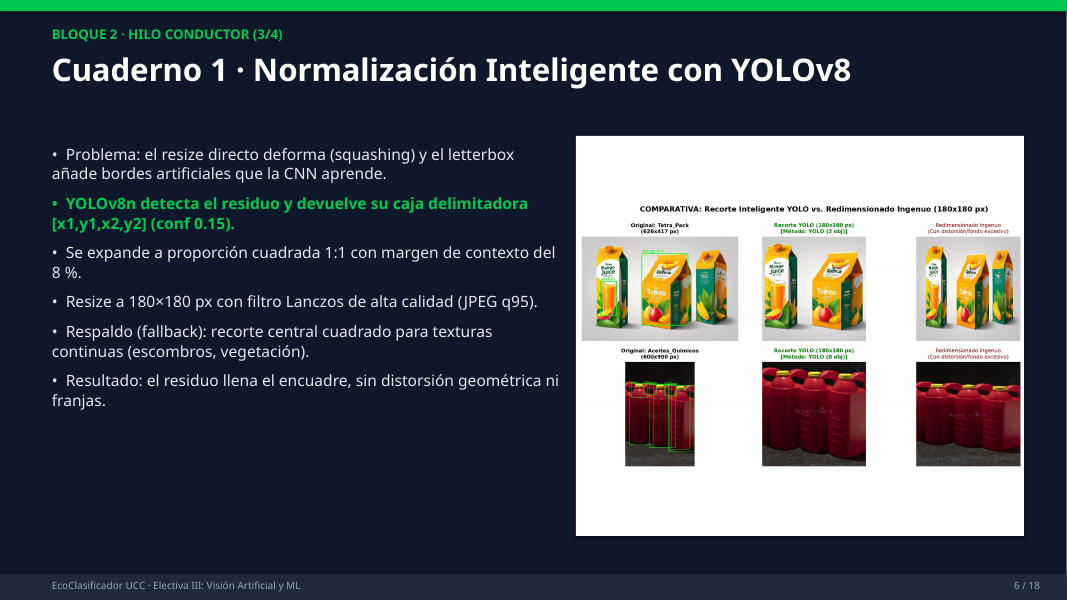 BLOQUE 2 · HILO CONDUCTOR (3/4)
Cuaderno 1 · Normalización Inteligente con YOLOv8
• Problema: el resize directo deforma (squashing) y el letterbox
añade bordes artificiales que la CNN aprende.
• YOLOv8n detecta el residuo y devuelve su caja delimitadora
[x1,y1,x2,y2] (conf 0.15).
• Se expande a proporción cuadrada 1:1 con margen de contexto del
8 %.
• Resize a 180×180 px con filtro Lanczos de alta calidad (JPEG q95).
• Respaldo (fallback): recorte central cuadrado para texturas
continuas (escombros, vegetación).
• Resultado: el residuo llena el encuadre, sin distorsión geométrica ni
franjas.
COMPARATIVA: Recorte Inteligente YOLO vs. Redimensionado Ingenuo (180x180 px)
Original: Tetra_Pack
(626x417 px)
Recorte YOLO (180x180 px)
[Método: YOLO (2 obj)]
Redimensionado Ingenuo
(Con distorsión/fondo excesivo)
Original: Aceites_Quimicos
(600x900 px)
Recorte YOLO (180x180 px)
[Método: YOLO (8 obj)]
Redimensionado Ingenuo
(Con distorsión/fondo excesivo)
EcoClasificador UCC · Electiva III: Visión Artificial y ML
6 / 18